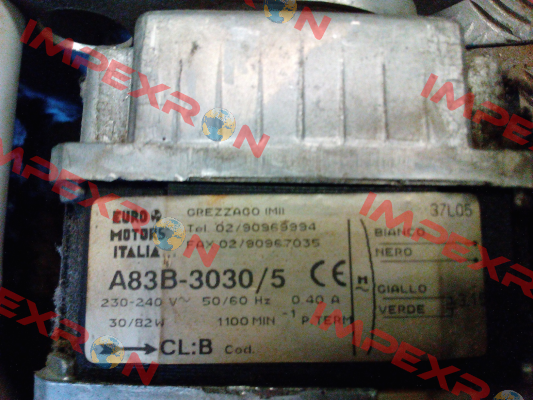 EURO MOTORS ITALIA
GREZZAGO (MI)
Tel. 02/90969994
FAX 02/90967035
A83B-3030/5 CE
230-240 V~ 50/60 Hz 0.40 A
30/82W 1100 MIN -1 P.TERM
CL:B Cod.
M
37L05
BIANCO
NERO
GIALLO
VERDE
IMPEXRON
IMPEXRON
IMPEXRON
IMPEXRON
IMPEXRON
IMPEXRON